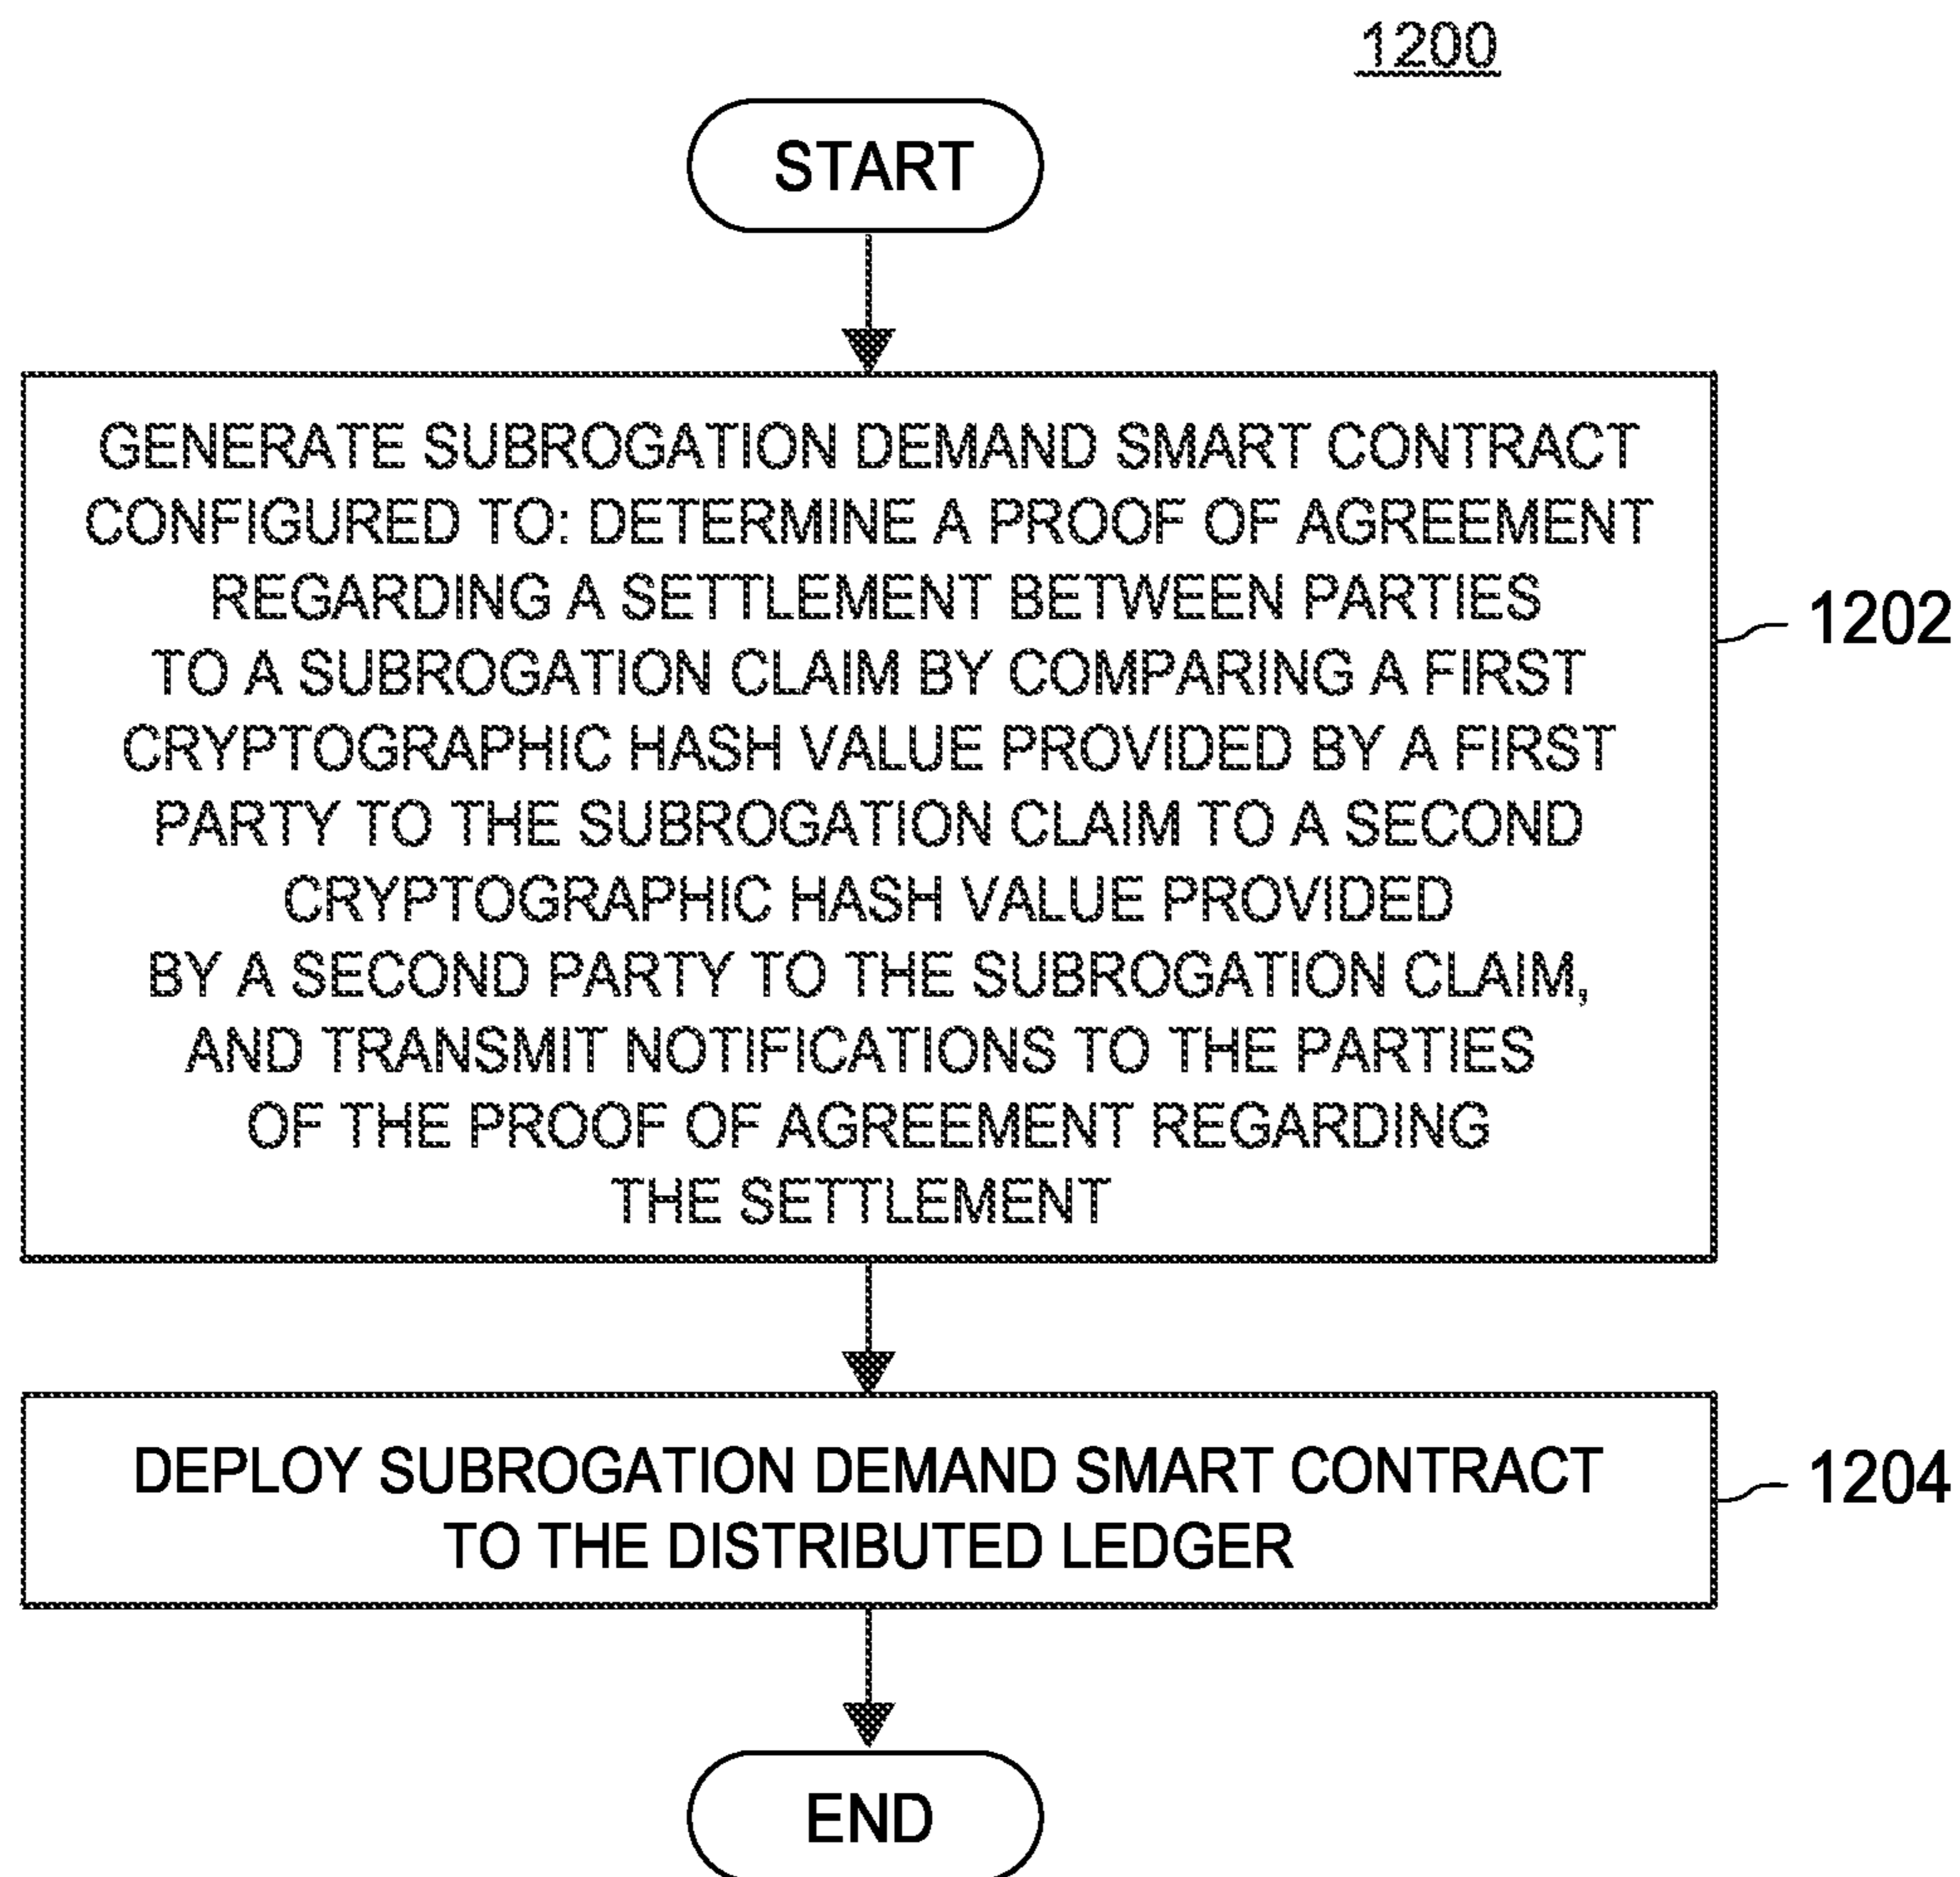 1200
START
GENERATE SUBROGATION DEMAND SMART CONTRACT
CONFIGURED TO: DETERMINE A PROOF OF AGREEMENT
REGARDING A SETTLEMENT BETWEEN PARTIES
TO A SUBROGATION CLAIM BY COMPARING A FIRST
CRYPTOGRAPHIC HASH VALUE PROVIDED BY A FIRST
PARTY TO THE SUBROGATION CLAIM TO A SECOND
CRYPTOGRAPHIC HASH VALUE PROVIDED
BY A SECOND PARTY TO THE SUBROGATION CLAIM,
AND TRANSMIT NOTIFICATIONS TO THE PARTIES
OF THE PROOF OF AGREEMENT REGARDING
THE SETTLEMENT
1202
DEPLOY SUBROGATION DEMAND SMART CONTRACT
TO THE DISTRIBUTED LEDGER
1204
END